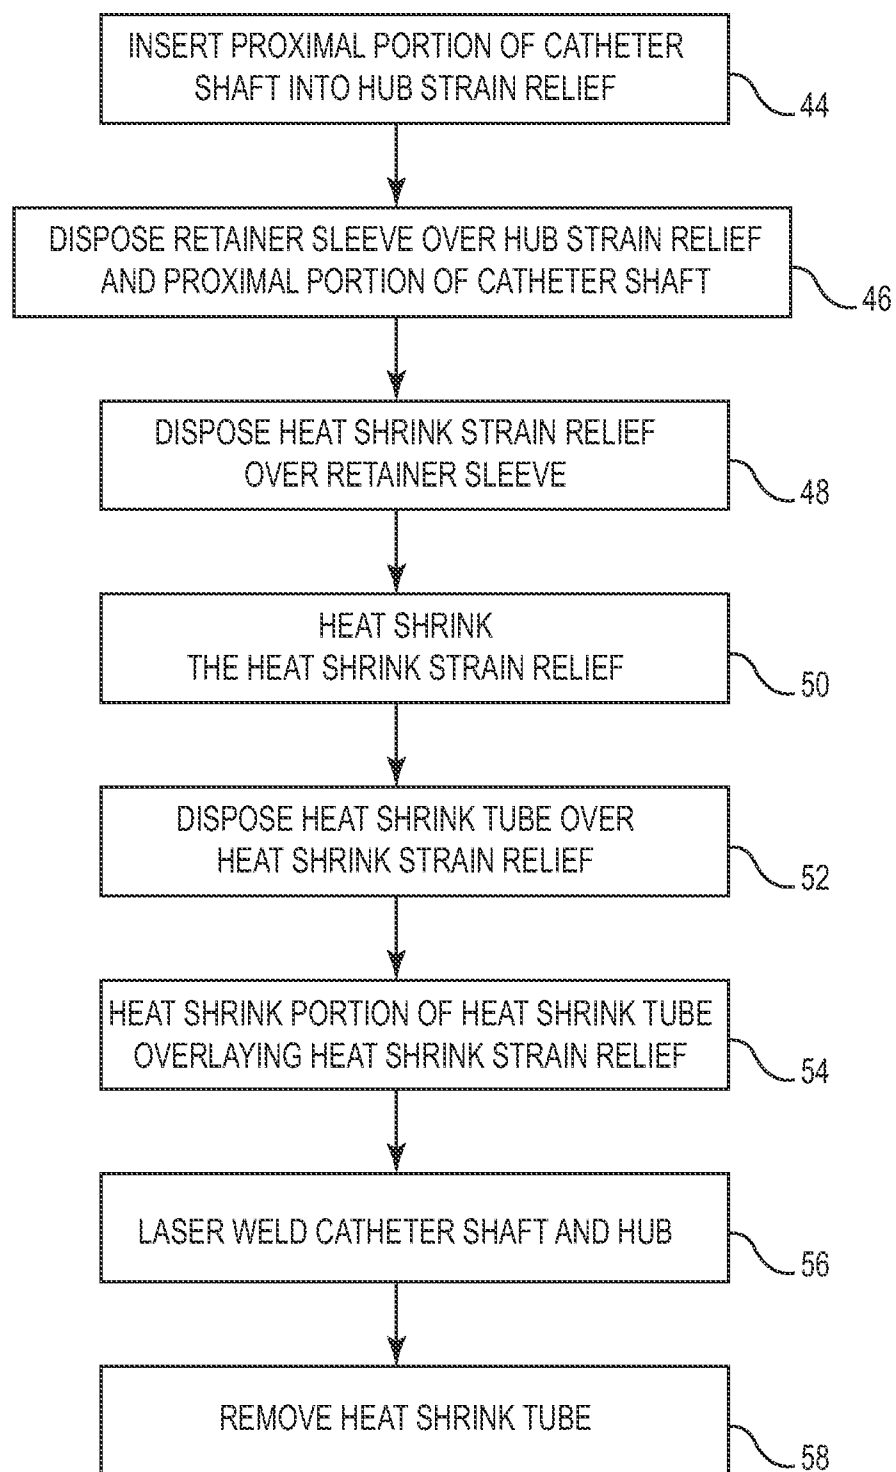 INSERT PROXIMAL PORTION OF CATHETER
SHAFT INTO HUB STRAIN RELIEF
44
DISPOSE RETAINER SLEEVE OVER HUB STRAIN RELIEF
AND PROXIMAL PORTION OF CATHETER SHAFT
46
DISPOSE HEAT SHRINK STRAIN RELIEF
OVER RETAINER SLEEVE
48
HEAT SHRINK
THE HEAT SHRINK STRAIN RELIEF
50
DISPOSE HEAT SHRINK TUBE OVER
HEAT SHRINK STRAIN RELIEF
52
HEAT SHRINK PORTION OF HEAT SHRINK TUBE
OVERLAYING HEAT SHRINK STRAIN RELIEF
54
LASER WELD CATHETER SHAFT AND HUB
56
REMOVE HEAT SHRINK TUBE
58